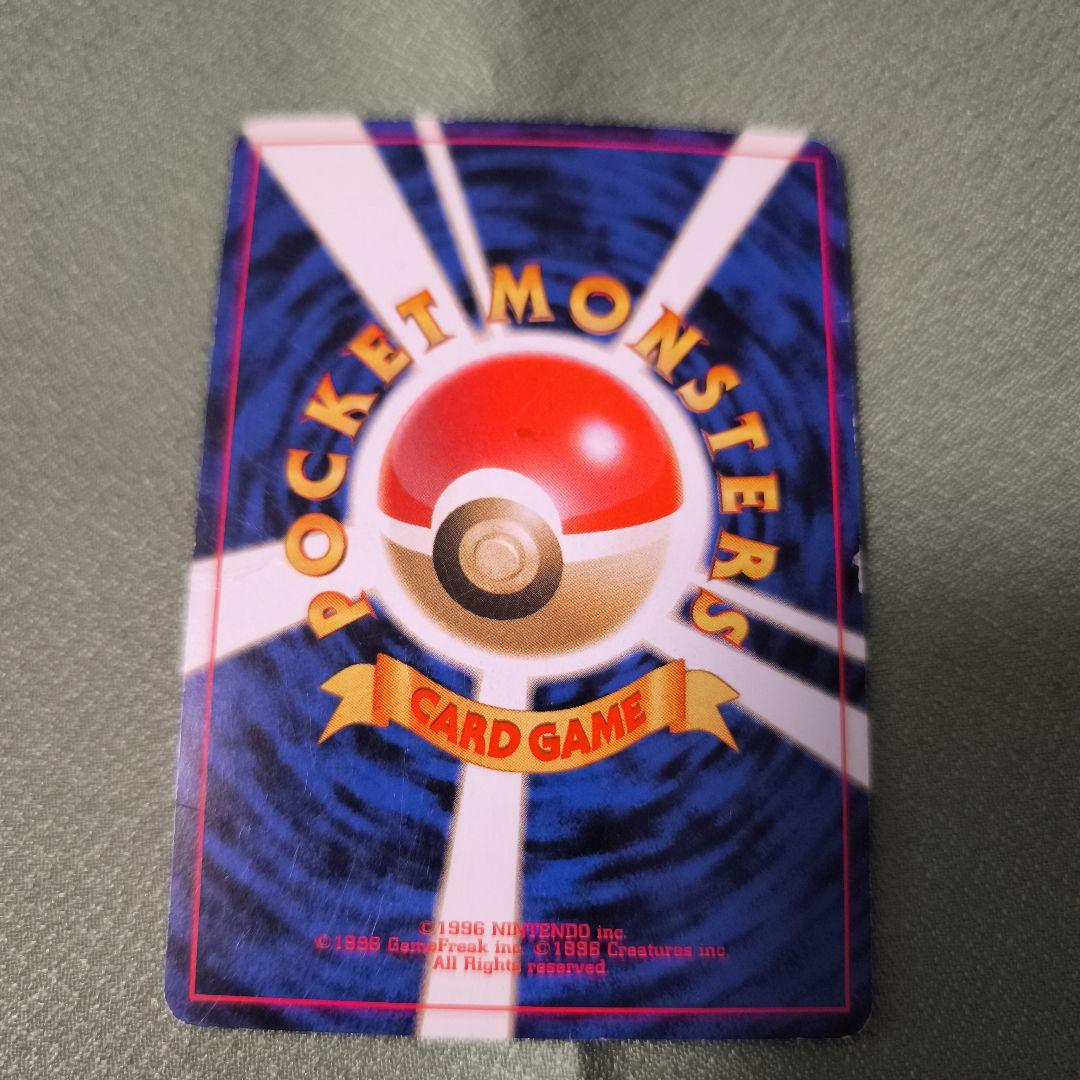 POCKET MONSTERS
CARD GAME
©1996 NINTENDO inc.
©1996 GameFreak inc. ©1996 Creatures inc.
All Rights reserved.